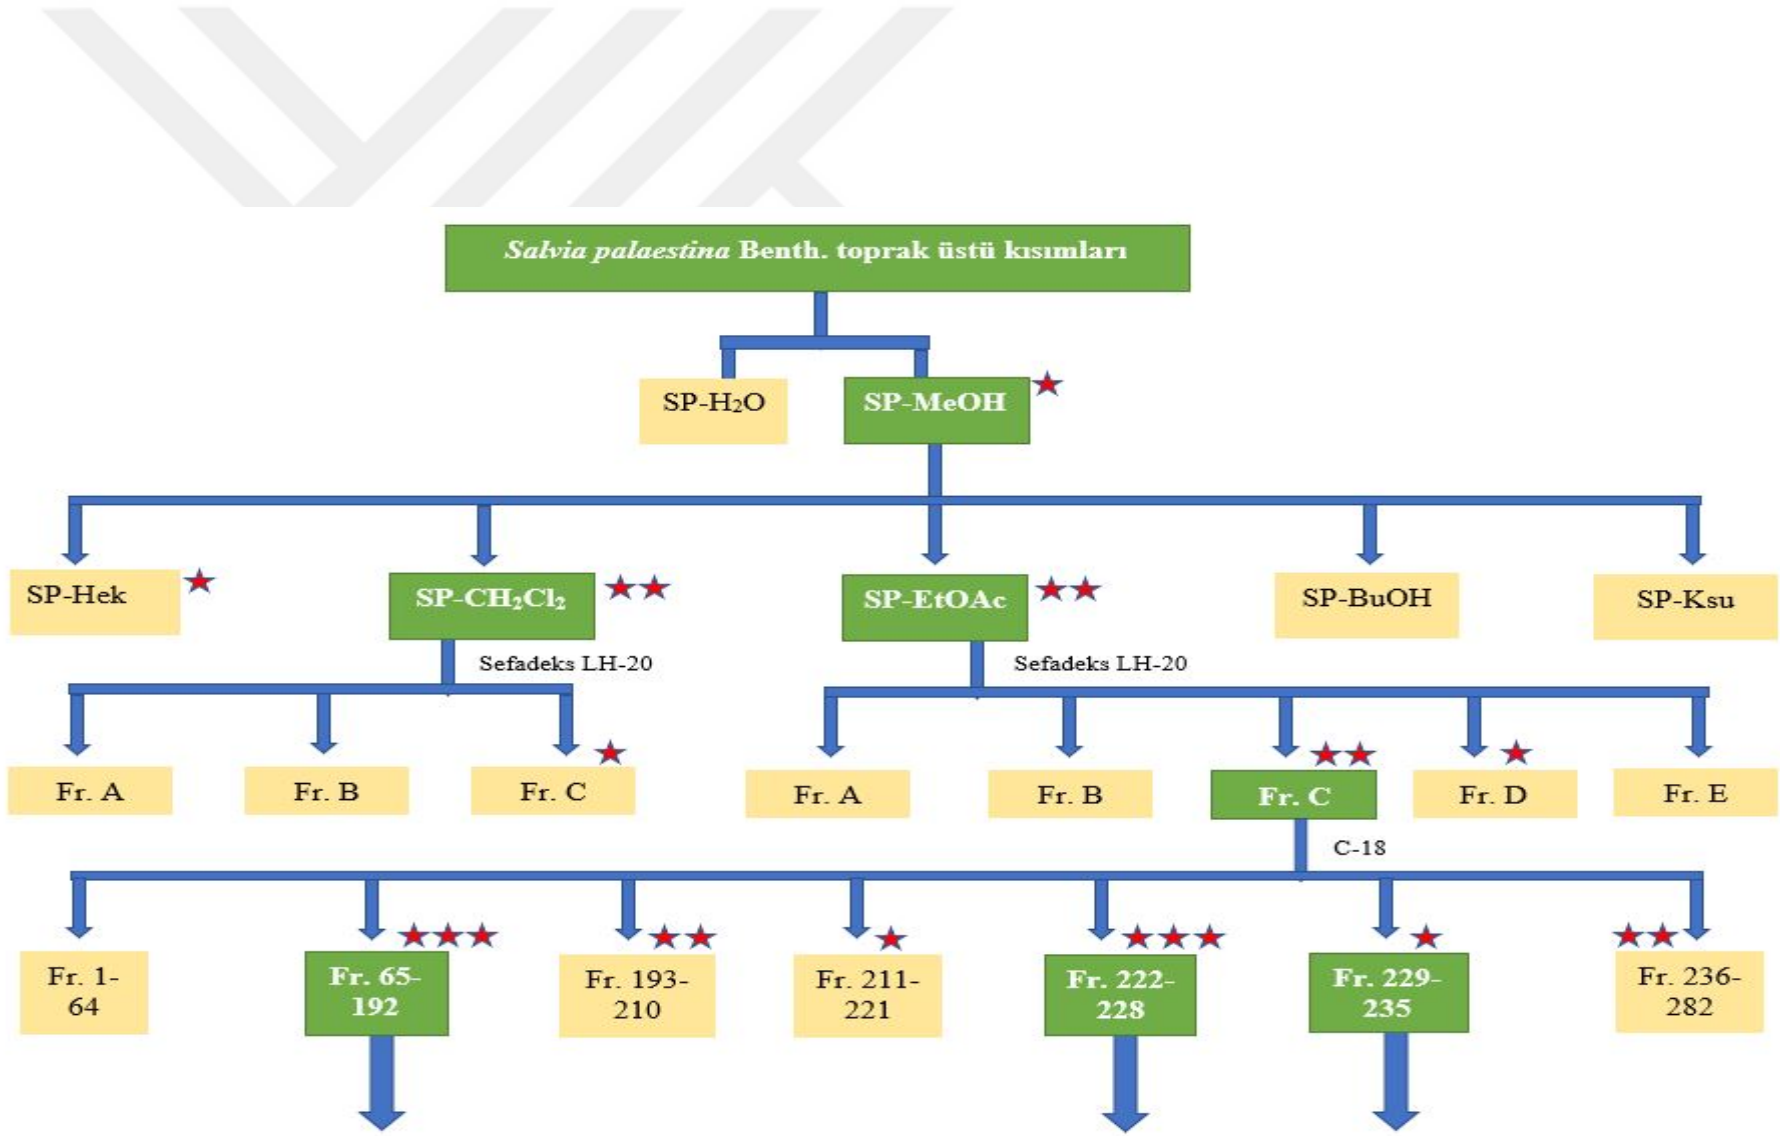 Salvia palaestina Benth. toprak üstü kısımları
SP-H₂O
SP-MeOH
SP-Hek
SP-CH₂Cl₂
SP-EtOAc
SP-BuOH
SP-Ksu
Sefadeks LH-20
Sefadeks LH-20
Fr. A
Fr. B
Fr. C
Fr. A
Fr. B
Fr. C
Fr. D
Fr. E
C-18
Fr. 1-
64
Fr. 65-
192
Fr. 193-
210
Fr. 211-
221
Fr. 222-
228
Fr. 229-
235
Fr. 236-
282